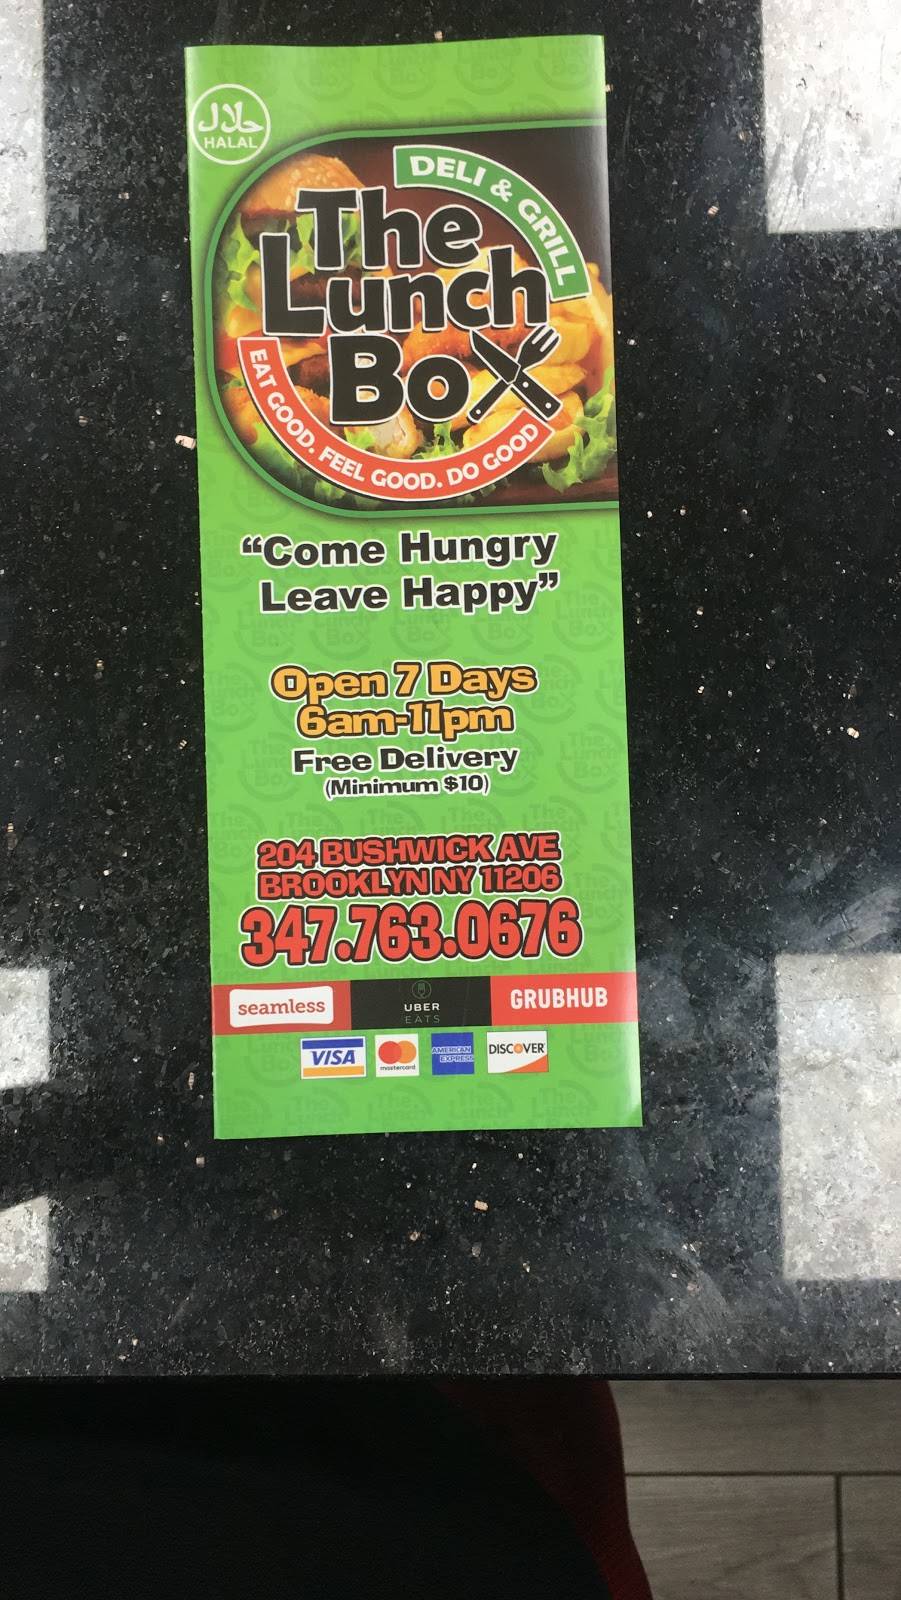 حلال
HALAL
DELI & GRILL
The
Lunch
Box
EAT GOOD. FEEL GOOD. DO GOOD
“Come Hungry
Leave Happy”
Open 7 Days
6am-11pm
Free Delivery
(Minimum $10)
204 BUSHWICK AVE
BROOKLYN NY 11206
347.763.0676
seamless
UBER
EATS
GRUBHUB
VISA
mastercard
AMERICAN
EXPRESS
DISCOVER